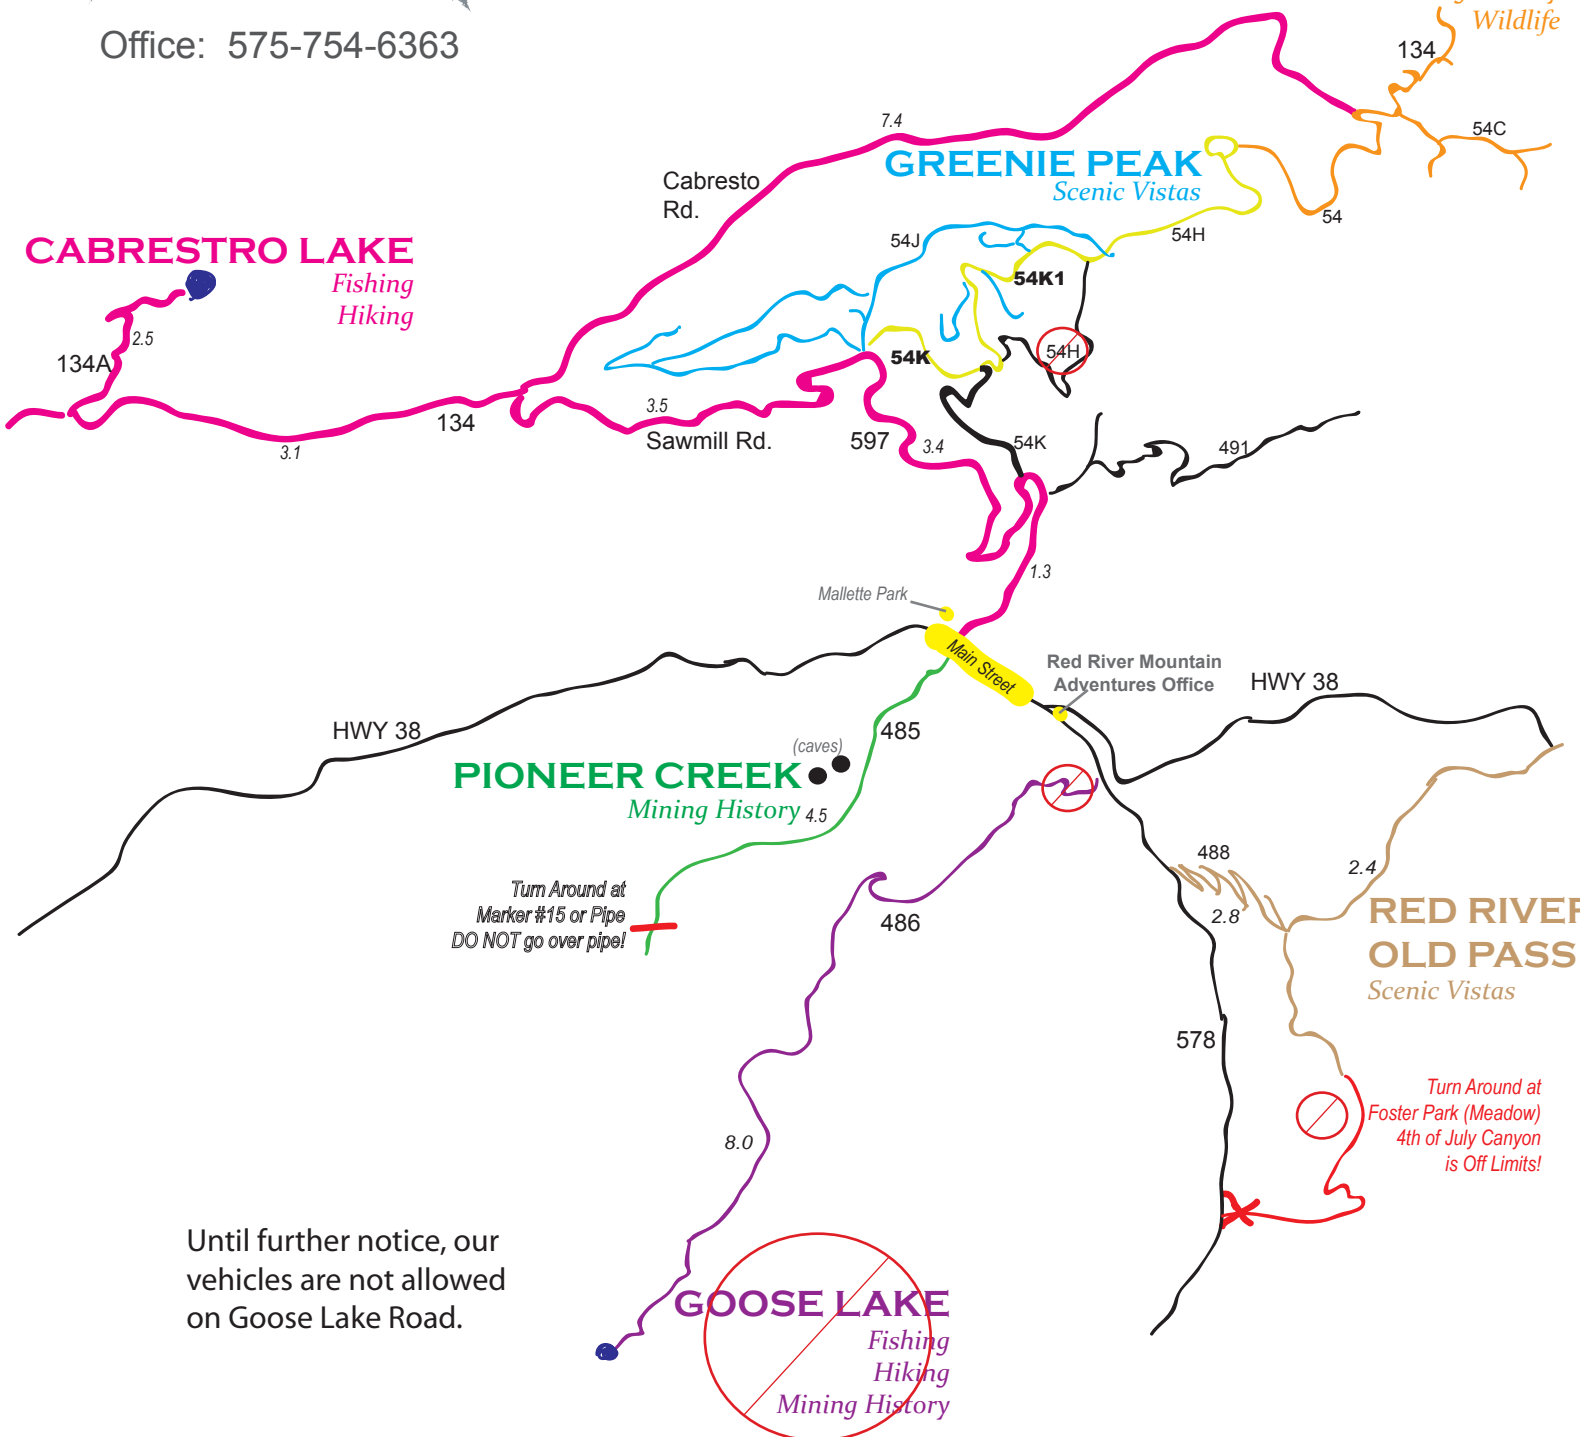 Office: 575-754-6363
Wildlife
134
54C
7.4
GREENIE PEAK
Scenic Vistas
Cabresto
Rd.
54
54H
54J
CABRESTRO LAKE
Fishing
Hiking
54K1
2.5
134A
54K
54H
3.5
134
Sawmill Rd.
597
3.4
54K
491
3.1
1.3
Mallette Park
Main Street
Red River Mountain
Adventures Office
HWY 38
HWY 38
485
(caves)
PIONEER CREEK
Mining History
4.5
488
2.4
Turn Around at
Marker #15 or Pipe
DO NOT go over pipe!
486
2.8
RED RIVER
OLD PASS
Scenic Vistas
578
Turn Around at
Foster Park (Meadow)
4th of July Canyon
is Off Limits!
8.0
Until further notice, our
vehicles are not allowed
on Goose Lake Road.
GOOSE LAKE
Fishing
Hiking
Mining History